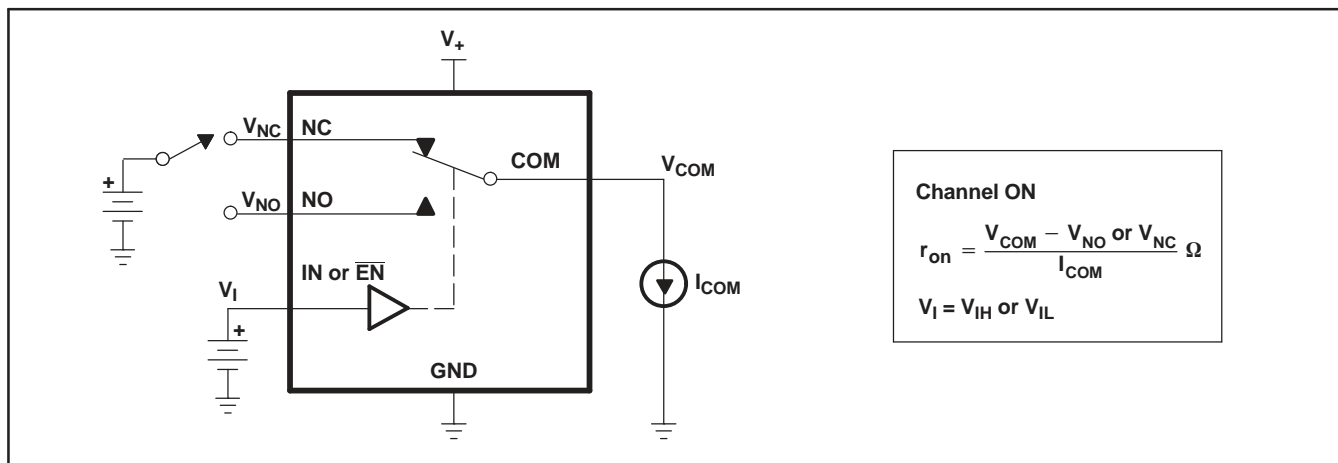 V+
VNC NC
COM
VCOM
+
VNO NO
IN or E̅N̅
VI
+
ICOM
GND
Channel ON
ron = VCOM − VNO or VNC / ICOM Ω
VI = VIH or VIL